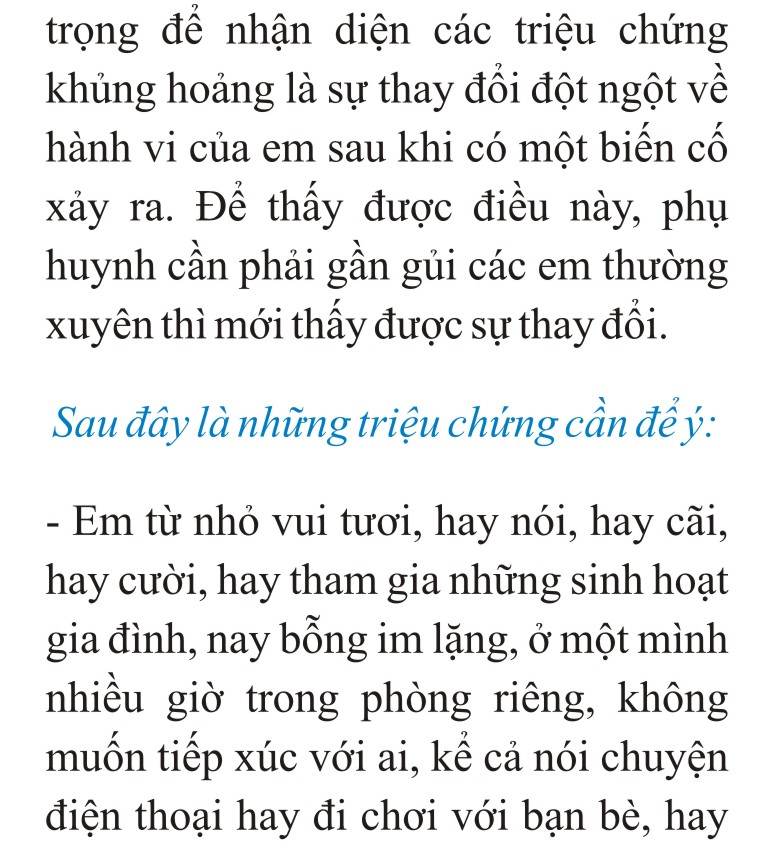 trọng để nhận diện các triệu chứng
khủng hoảng là sự thay đổi đột ngột về
hành vi của em sau khi có một biến cố
xảy ra. Để thấy được điều này, phụ
huynh cần phải gần gủi các em thường
xuyên thì mới thấy được sự thay đổi.
Sau đây là những triệu chứng cần để ý:
- Em từ nhỏ vui tươi, hay nói, hay cãi,
hay cười, hay tham gia những sinh hoạt
gia đình, nay bỗng im lặng, ở một mình
nhiều giờ trong phòng riêng, không
muốn tiếp xúc với ai, kể cả nói chuyện
điện thoại hay đi chơi với bạn bè, hay